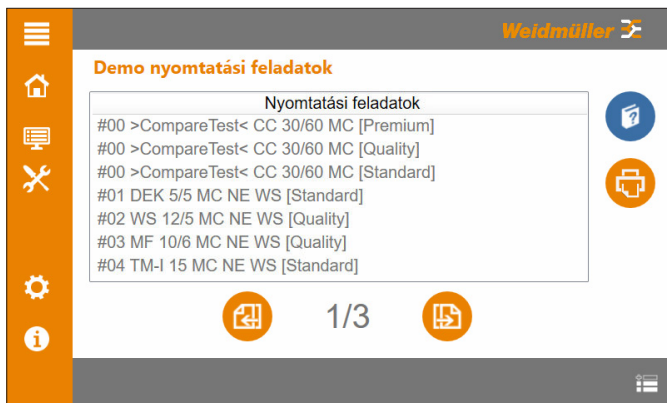 Weidmüller
Demo nyomtatási feladatok
Nyomtatási feladatok
#00 >CompareTest< CC 30/60 MC [Premium]
#00 >CompareTest< CC 30/60 MC [Quality]
#00 >CompareTest< CC 30/60 MC [Standard]
#01 DEK 5/5 MC NE WS [Standard]
#02 WS 12/5 MC NE WS [Quality]
#03 MF 10/6 MC NE WS [Quality]
#04 TM-I 15 MC NE WS [Standard]
1/3